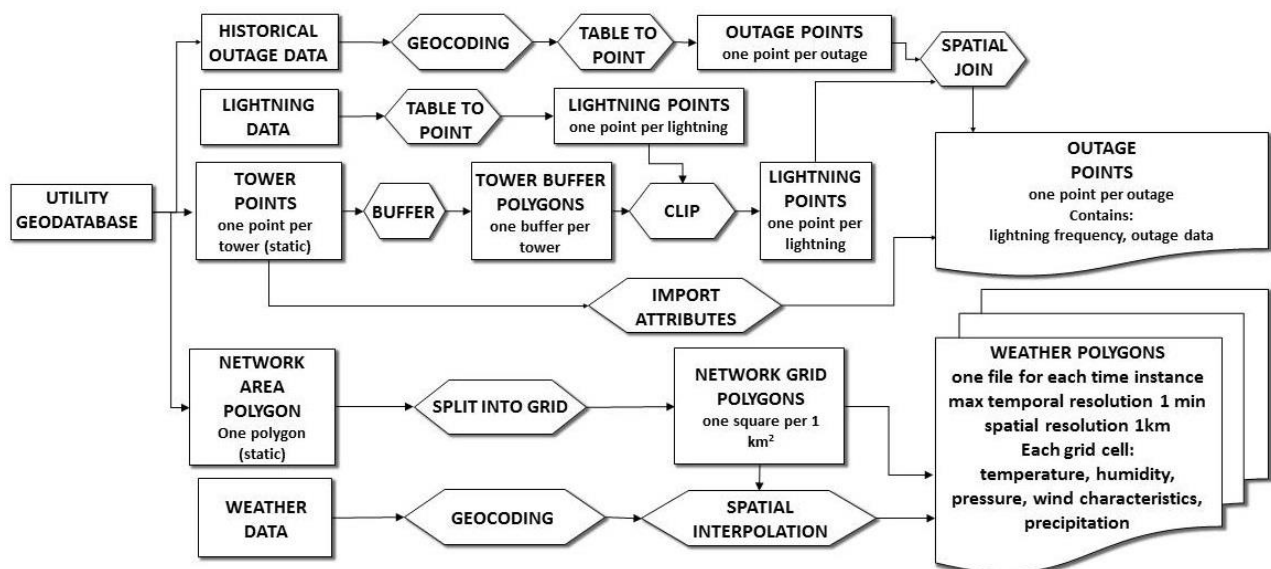 HISTORICAL
OUTAGE DATA
GEOCODING
TABLE TO
POINT
OUTAGE POINTS
one point per outage
SPATIAL
JOIN
LIGHTNING
DATA
TABLE TO
POINT
LIGHTNING POINTS
one point per lightning
UTILITY
GEODATABASE
TOWER
POINTS
one point per
tower (static)
BUFFER
TOWER BUFFER
POLYGONS
one buffer per
tower
CLIP
LIGHTNING
POINTS
one point per
lightning
OUTAGE
POINTS
one point per outage
Contains:
lightning frequency, outage data
IMPORT
ATTRIBUTES
NETWORK
AREA
POLYGON
One polygon
(static)
SPLIT INTO GRID
NETWORK GRID
POLYGONS
one square per 1
km²
WEATHER POLYGONS
one file for each time instance
max temporal resolution 1 min
spatial resolution 1km
Each grid cell:
temperature, humidity,
pressure, wind characteristics,
precipitation
WEATHER
DATA
GEOCODING
SPATIAL
INTERPOLATION